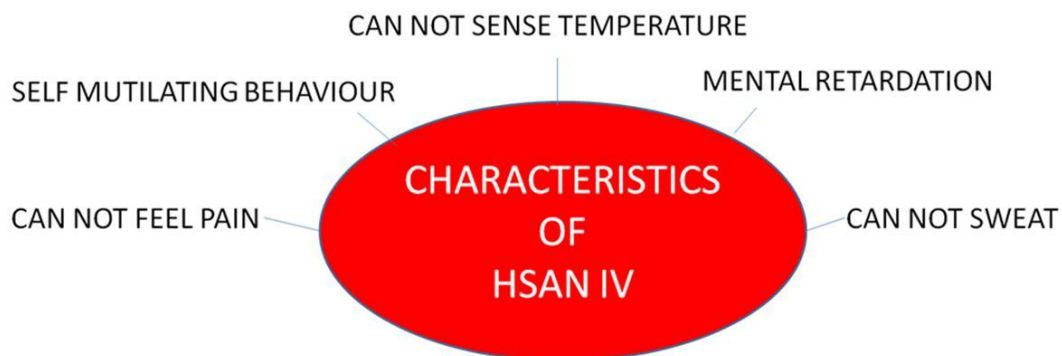 CAN NOT SENSE TEMPERATURE
SELF MUTILATING BEHAVIOUR
MENTAL RETARDATION
CAN NOT FEEL PAIN
CHARACTERISTICS
OF
HSAN IV
CAN NOT SWEAT